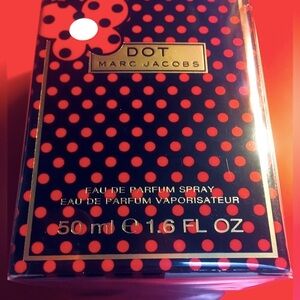 DOT
MARC JACOBS
EAU DE PARFUM SPRAY
EAU DE PARFUM VAPORISATEUR
50 ml ℮ 1.6 FL OZ